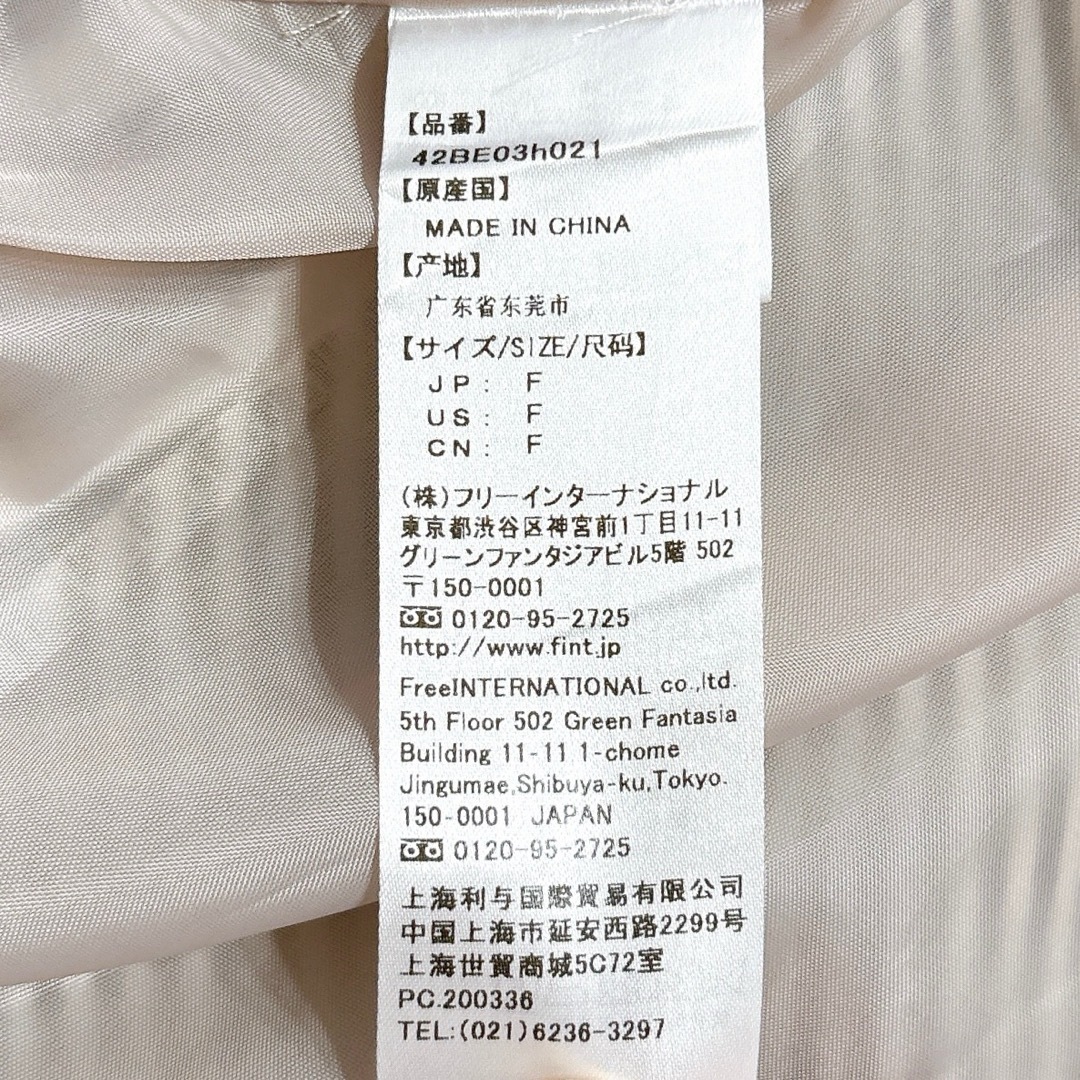 【品番】
42BE03h021
【原産国】
MADE IN CHINA
【产地】
广东省东莞市
【サイズ/SIZE/尺码】
JP: F
US: F
CN: F
(株)フリーインターナショナル
東京都渋谷区神宮前1丁目11-11
グリーンファンタジアビル5階 502
〒150-0001
0120-95-2725
http://www.fint.jp
FreeINTERNATIONAL co.,ltd.
5th Floor 502 Green Fantasia
Building 11-11 1-chome
Jingumae,Shibuya-ku,Tokyo.
150-0001 JAPAN
0120-95-2725
上海利与国際貿易有限公司
中国上海市延安西路2299号
上海世貿商城5C72室
PC.200336
TEL:(021)6236-3297